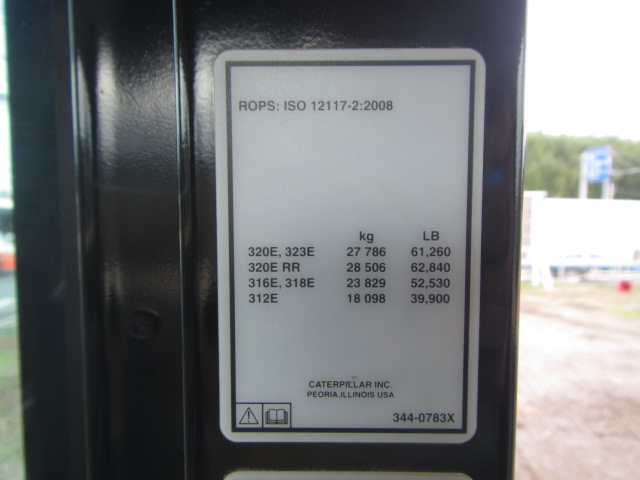 ROPS: ISO 12117-2:2008
kg LB
320E, 323E 27 786 61,260
320E RR 28 506 62,840
316E, 318E 23 829 52,530
312E 18 098 39,900
CATERPILLAR INC.
PEORIA,ILLINOIS USA
344-0783X